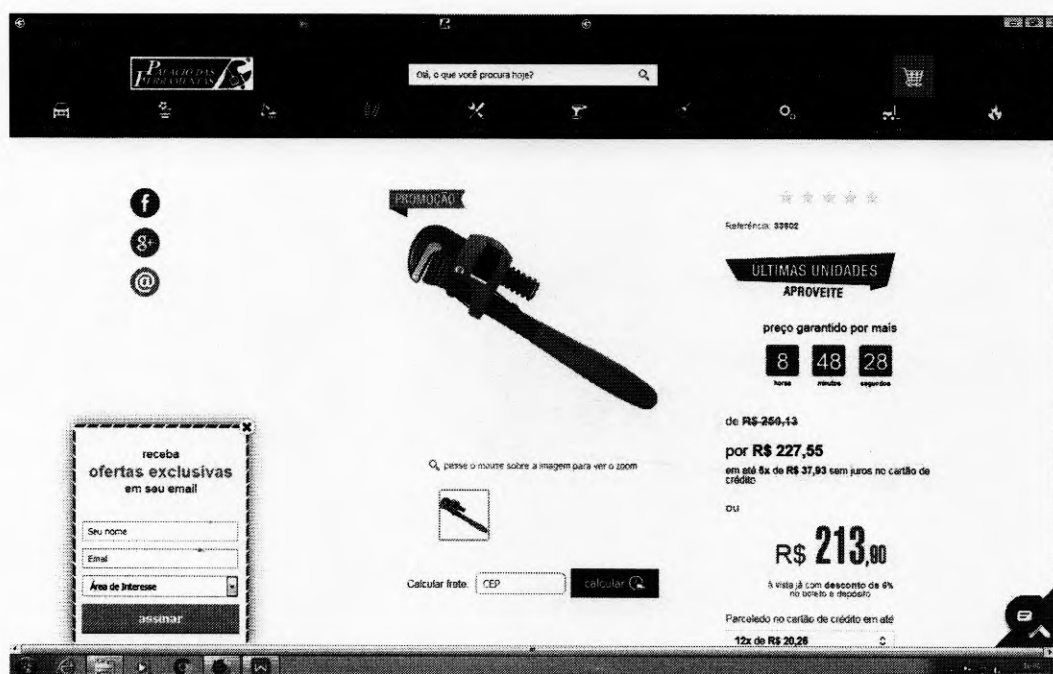 PALÁCIO DAS
FERRAMENTAS
Olá, o que você procura hoje?
PROMOÇÃO
Referência: 33802
ÚLTIMAS UNIDADES
APROVEITE
preço garantido por mais
8 48 28
horas minutos segundos
de R$ 250,13
por R$ 227,55
em até 6x de R$ 37,93 sem juros no cartão de
crédito
ou
R$ 213,90
à vista já com desconto de 6%
no boleto e depósito
Parcelado no cartão de crédito em até
12x de R$ 20,26
passe o mouse sobre a imagem para ver o zoom
Calcular frete: CEP calcular
receba
ofertas exclusivas
em seu email
Seu nome
Email
Área de Interesse
assinar